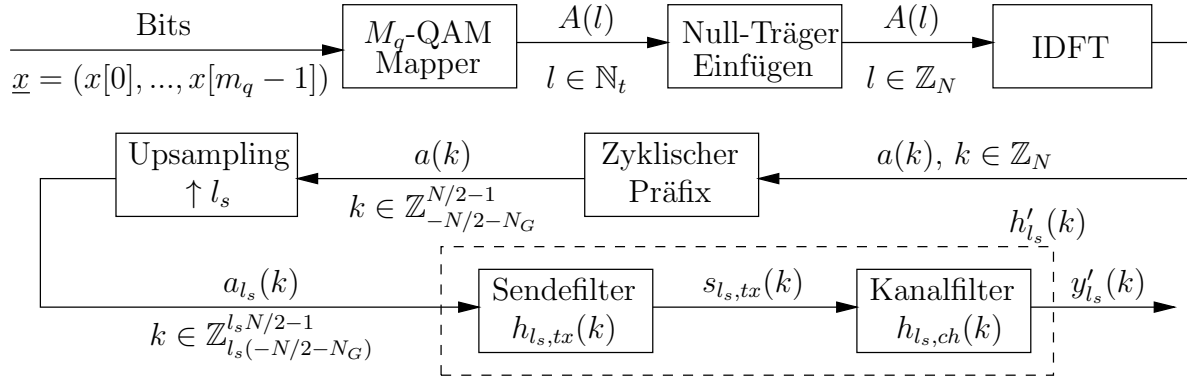 Bits
x = (x[0], ..., x[m_q − 1])
M_q-QAM
Mapper
A(l)
l ∈ ℕ_t
Null-Träger
Einfügen
A(l)
l ∈ ℤ_N
IDFT
Upsampling
↑ l_s
a(k)
k ∈ ℤ_{−N/2−N_G}^{N/2−1}
Zyklischer
Präfix
a(k), k ∈ ℤ_N
h′_{l_s}(k)
a_{l_s}(k)
k ∈ ℤ_{l_s(−N/2−N_G)}^{l_sN/2−1}
Sendefilter
h_{l_s,tx}(k)
s_{l_s,tx}(k)
Kanalfilter
h_{l_s,ch}(k)
y′_{l_s}(k)